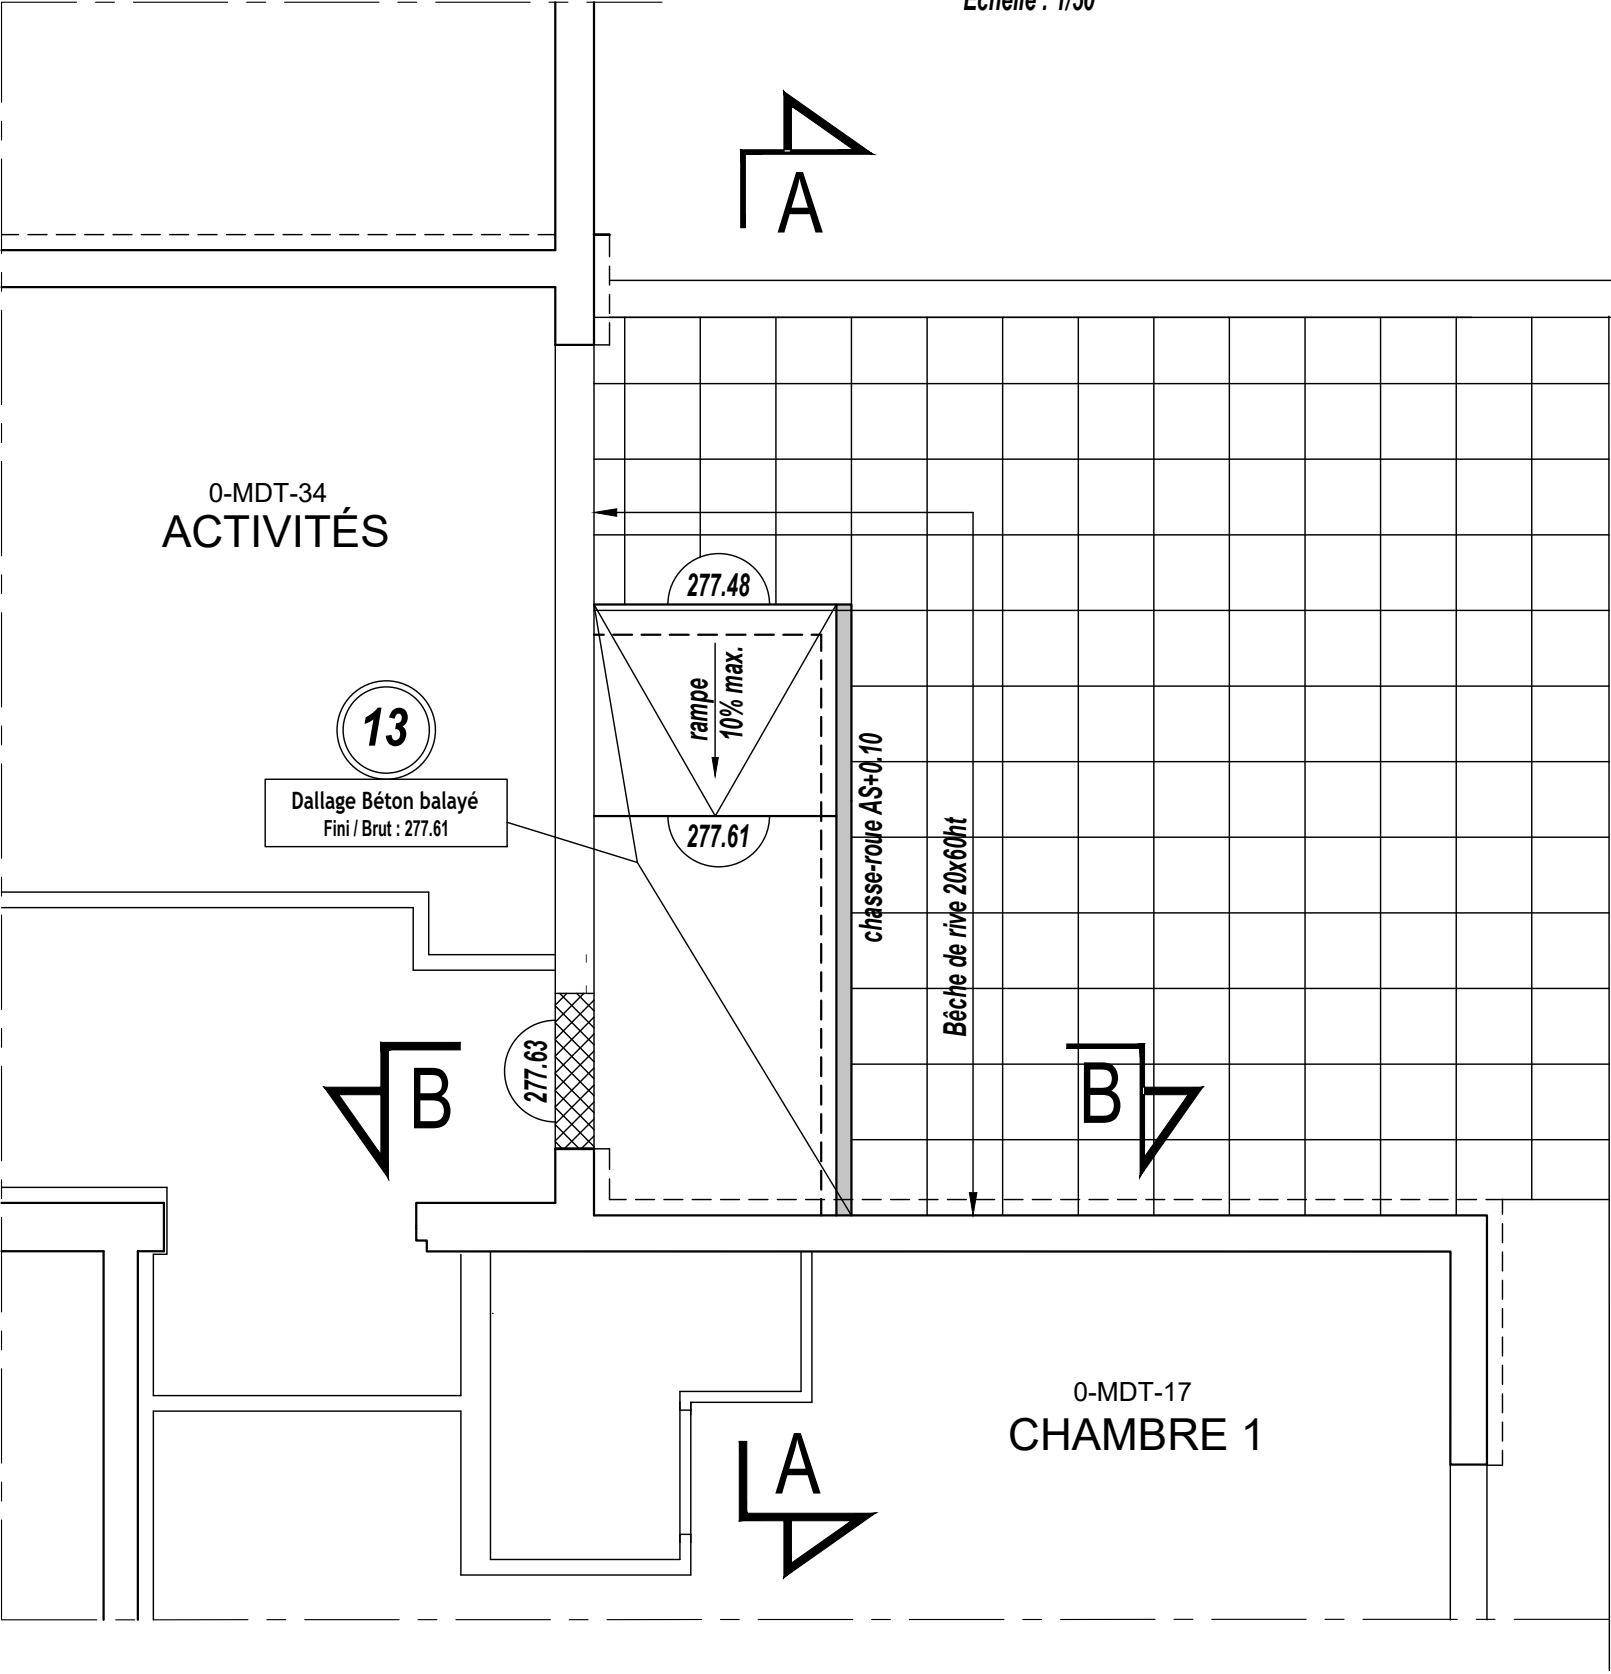 Echelle : 1/50
A
0-MDT-34
ACTIVITÉS
277.48
rampe
10% max.
13
Dallage Béton balayé
Fini / Brut : 277.61
277.61
chasse-roue AS+0.10
Bêche de rive 20x60ht
277.63
B
B
0-MDT-17
CHAMBRE 1
A